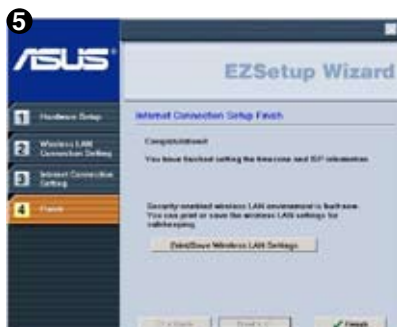 5
ASUS
EZSetup Wizard
1 Hardware Setup
Internet Connection Setup Finish
2 Wireless LAN
Connection Setting
3 Internet Connection
Setting
4 Finish
Congratulations!
You have finished setting the timezone and ISP information
Security-enabled wireless LAN environment is built now.
You can print or save the wireless LAN settings for
safekeeping.
Print/Save Wireless LAN Settings
Finish